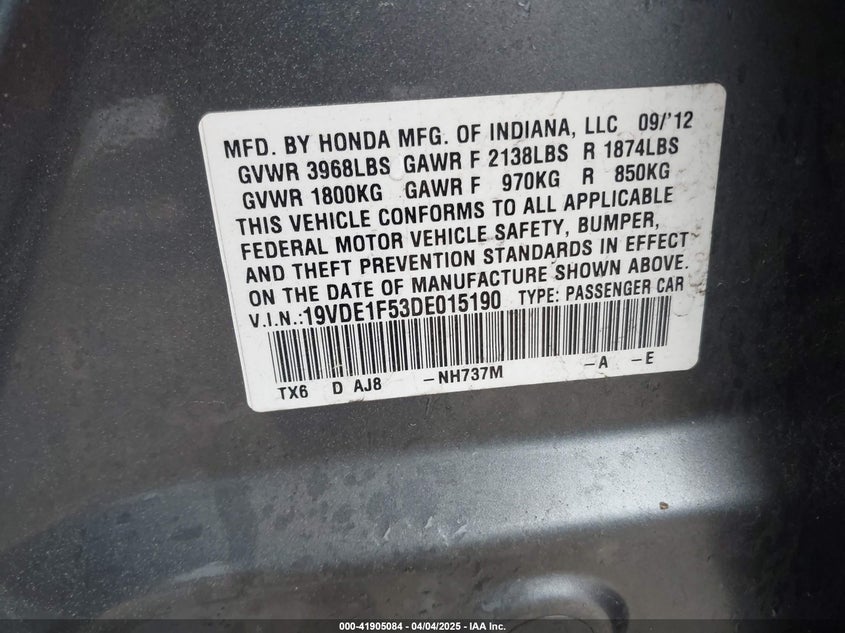 MFD. BY HONDA MFG. OF INDIANA, LLC 09/'12
GVWR 3968LBS GAWR F 2138LBS R 1874LBS
GVWR 1800KG GAWR F 970KG R 850KG
THIS VEHICLE CONFORMS TO ALL APPLICABLE
FEDERAL MOTOR VEHICLE SAFETY, BUMPER,
AND THEFT PREVENTION STANDARDS IN EFFECT
ON THE DATE OF MANUFACTURE SHOWN ABOVE.
V.I.N.:19VDE1F53DE015190 TYPE: PASSENGER CAR
TX6 D AJ8 -NH737M -A -E
000-41905084 - 04/04/2025 - IAA Inc.